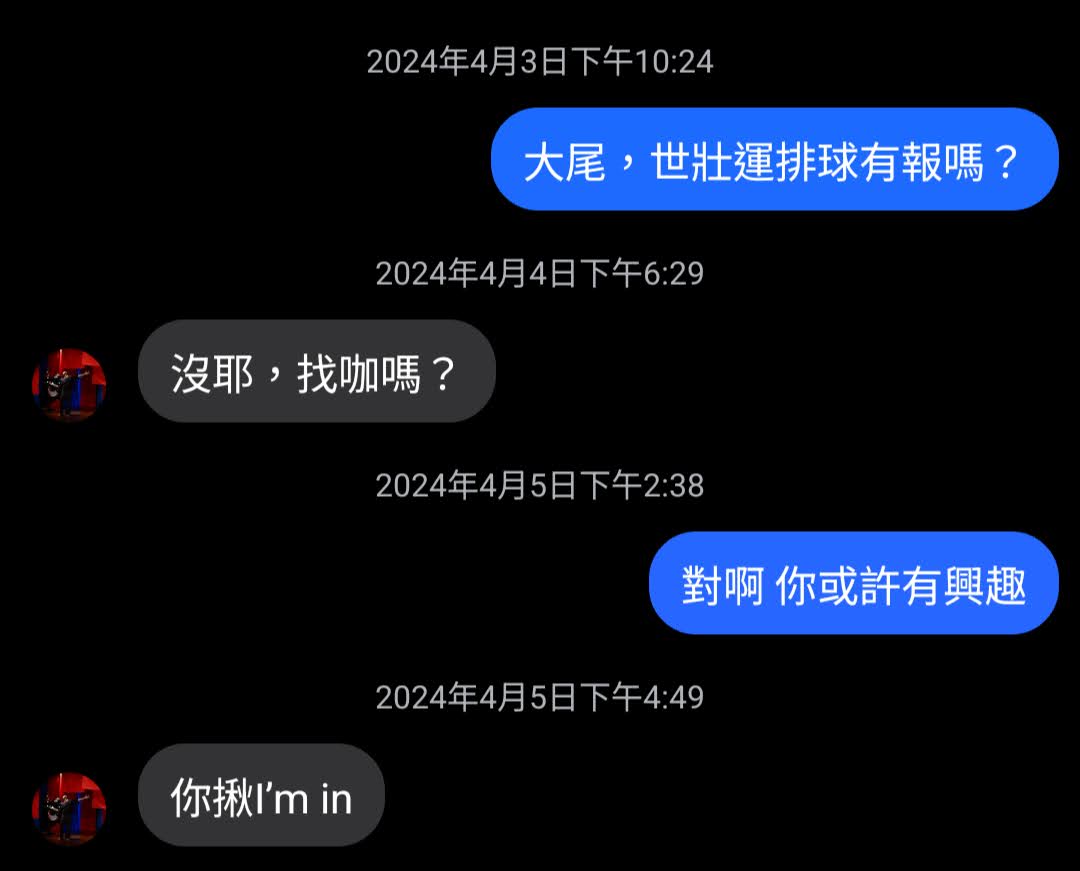 2024年4月3日下午10:24
大尾，世壯運排球有報嗎？
2024年4月4日下午6:29
沒耶，找咖嗎？
2024年4月5日下午2:38
對啊 你或許有興趣
2024年4月5日下午4:49
你揪I’m in